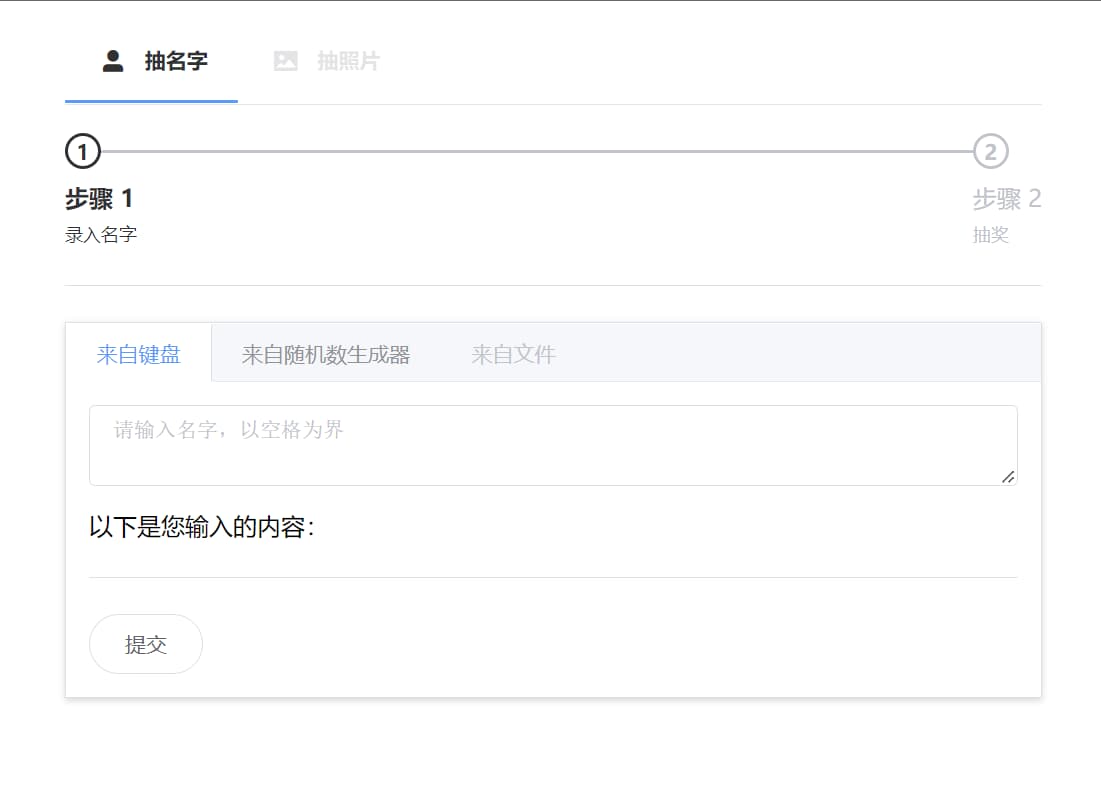 抽名字 抽照片
1 2
步骤 1 步骤 2
录入名字 抽奖
来自键盘 来自随机数生成器 来自文件
请输入名字，以空格为界
以下是您输入的内容：
提交